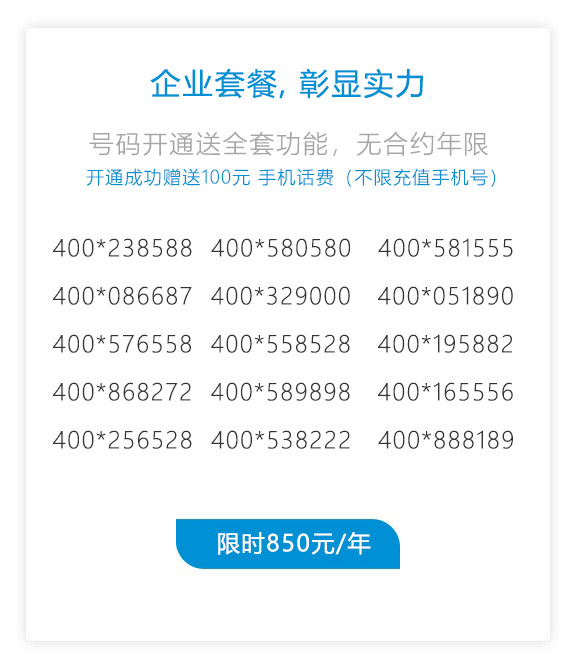 企业套餐, 彰显实力
号码开通送全套功能，无合约年限
开通成功赠送100元 手机话费（不限充值手机号）
400*238588 400*580580 400*581555
400*086687 400*329000 400*051890
400*576558 400*558528 400*195882
400*868272 400*589898 400*165556
400*256528 400*538222 400*888189
限时850元/年